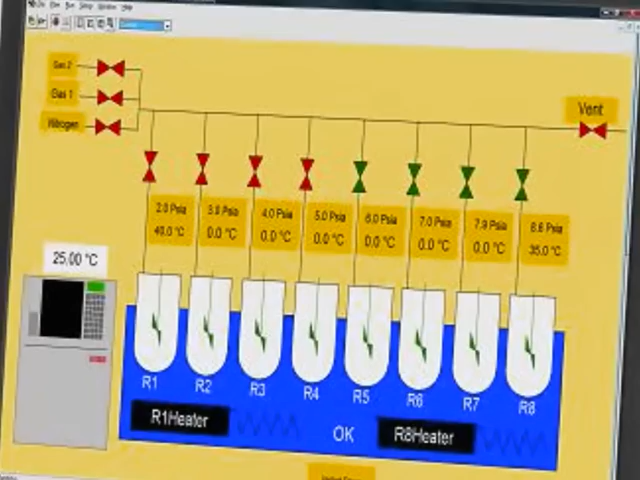 Gas 2
Gas 1
Nitrogen
Vent
2.0 Psia
40.0 °C
3.0 Psia
0.0 °C
4.0 Psia
0.0 °C
5.0 Psia
0.0 °C
6.0 Psia
0.0 °C
7.0 Psia
0.0 °C
7.9 Psia
0.0 °C
8.8 Psia
35.0 °C
25.00 °C
R1
R2
R3
R4
R5
R6
R7
R8
R1Heater
OK
R8Heater